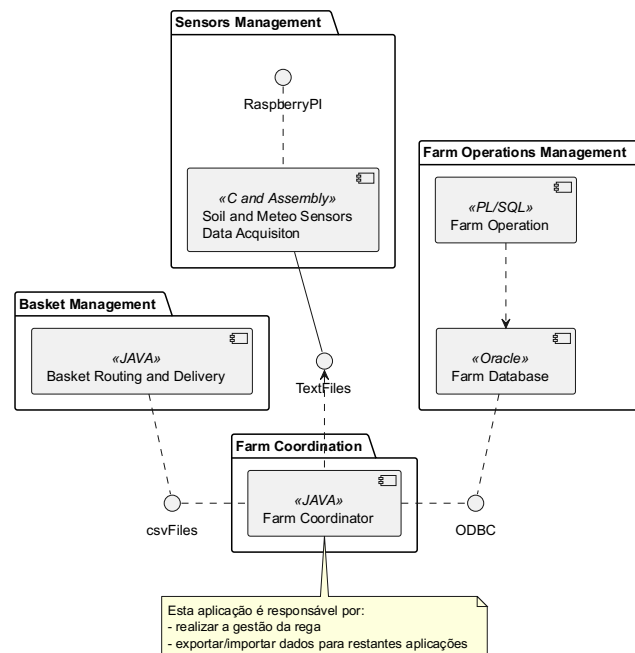 Sensors Management
RaspberryPI
«C and Assembly»
Soil and Meteo Sensors
Data Acquisiton
Farm Operations Management
«PL/SQL»
Farm Operation
«Oracle»
Farm Database
Basket Management
«JAVA»
Basket Routing and Delivery
TextFiles
Farm Coordination
«JAVA»
Farm Coordinator
csvFiles
ODBC
Esta aplicação é responsável por:
- realizar a gestão da rega
- exportar/importar dados para restantes aplicações